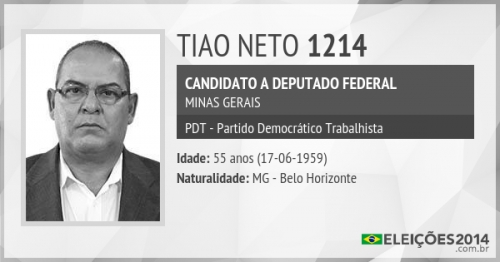 TIAO NETO 1214
CANDIDATO A DEPUTADO FEDERAL
MINAS GERAIS
PDT - Partido Democrático Trabalhista
Idade: 55 anos (17-06-1959)
Naturalidade: MG - Belo Horizonte
ELEIÇÕES2014
.com.br